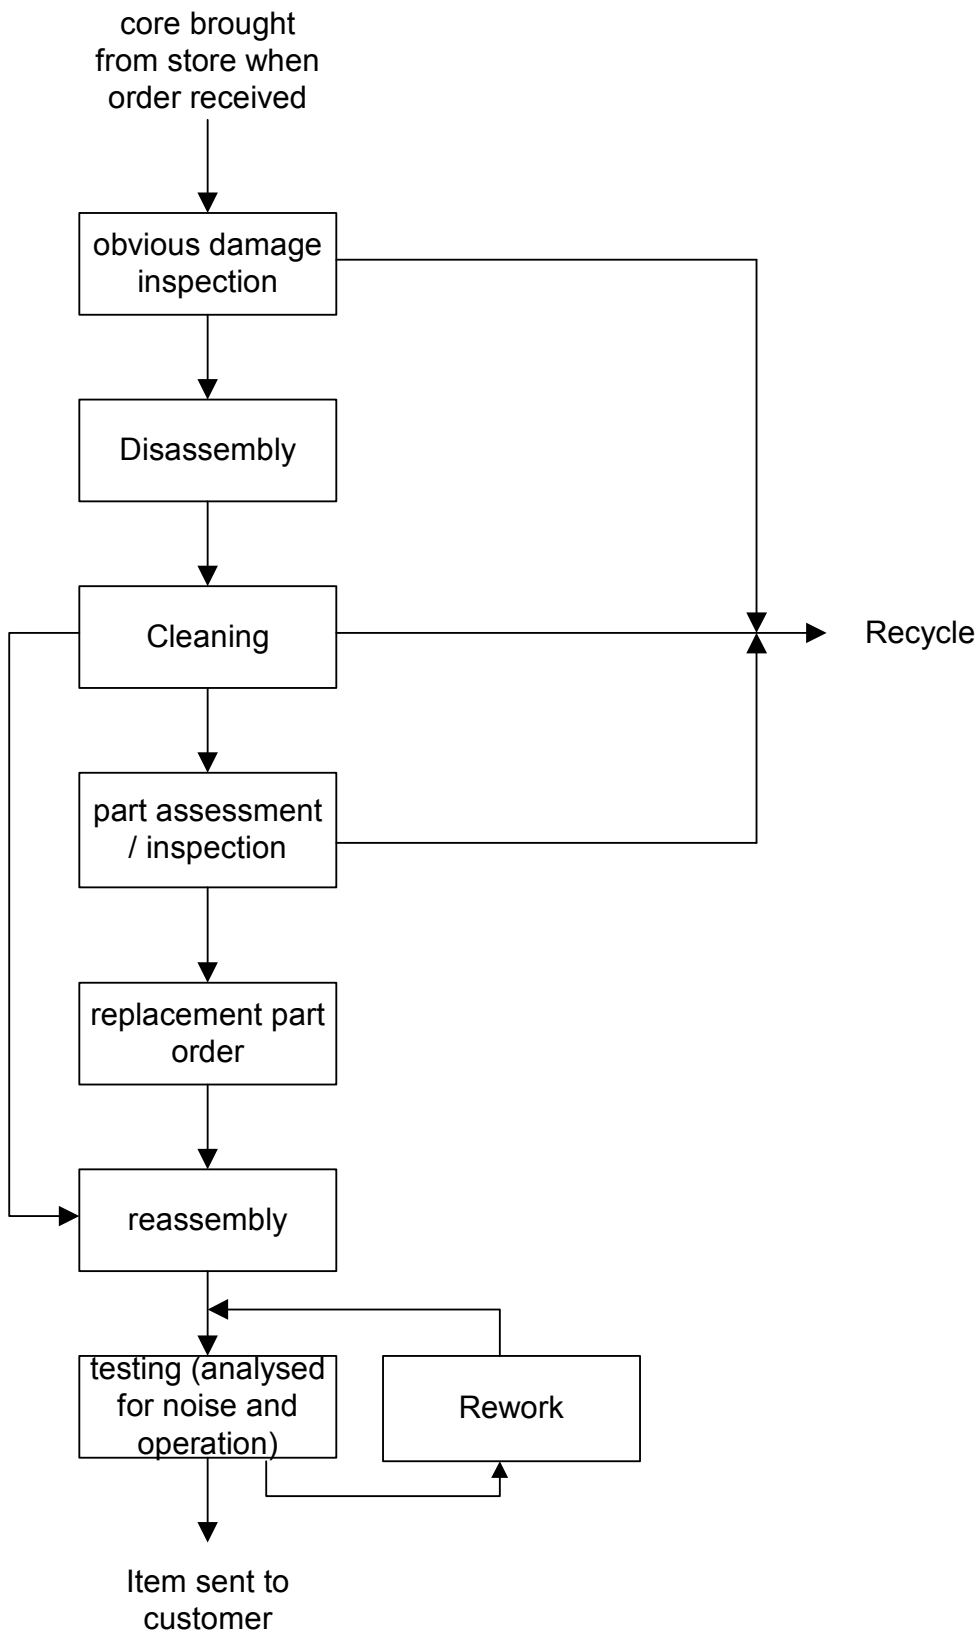 core brought
from store when
order received
obvious damage
inspection
Disassembly
Cleaning
Recycle
part assessment
/ inspection
replacement part
order
reassembly
testing (analysed
for noise and
operation)
Rework
Item sent to
customer